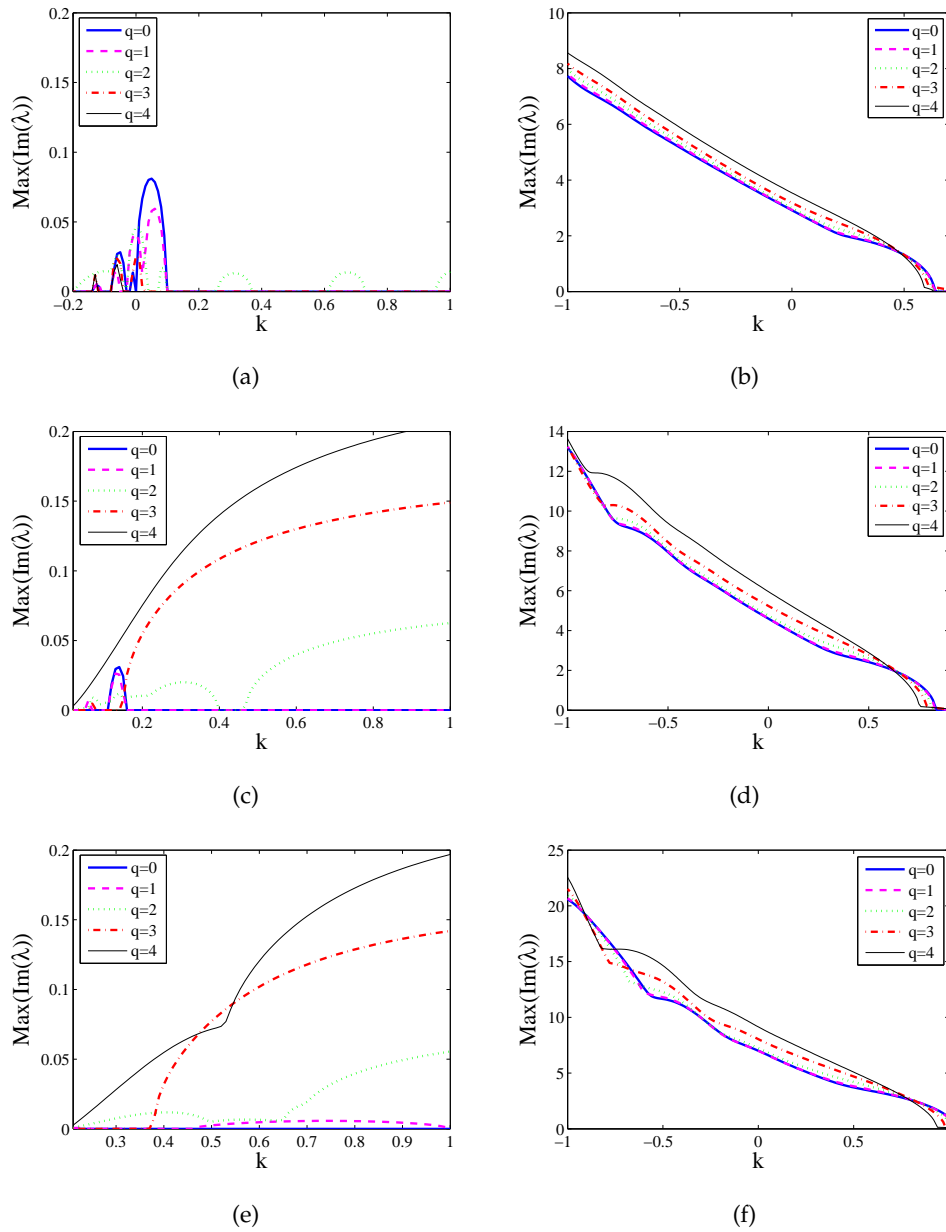 0.2
0.15
0.1
0.05
0
Max(Im(λ))
q=0
q=1
q=2
q=3
q=4
−0.2 0 0.2 0.4 0.6 0.8 1
k
(a)
10
8
6
4
2
0
Max(Im(λ))
q=0
q=1
q=2
q=3
q=4
−1 −0.5 0 0.5
k
(b)
0.2
0.15
0.1
0.05
0
Max(Im(λ))
q=0
q=1
q=2
q=3
q=4
0.2 0.4 0.6 0.8 1
k
(c)
14
12
10
8
6
4
2
0
Max(Im(λ))
q=0
q=1
q=2
q=3
q=4
−1 −0.5 0 0.5
k
(d)
0.2
0.15
0.1
0.05
0
Max(Im(λ))
q=0
q=1
q=2
q=3
q=4
0.3 0.4 0.5 0.6 0.7 0.8 0.9 1
k
(e)
25
20
15
10
5
0
Max(Im(λ))
q=0
q=1
q=2
q=3
q=4
−1 −0.5 0 0.5
k
(f)